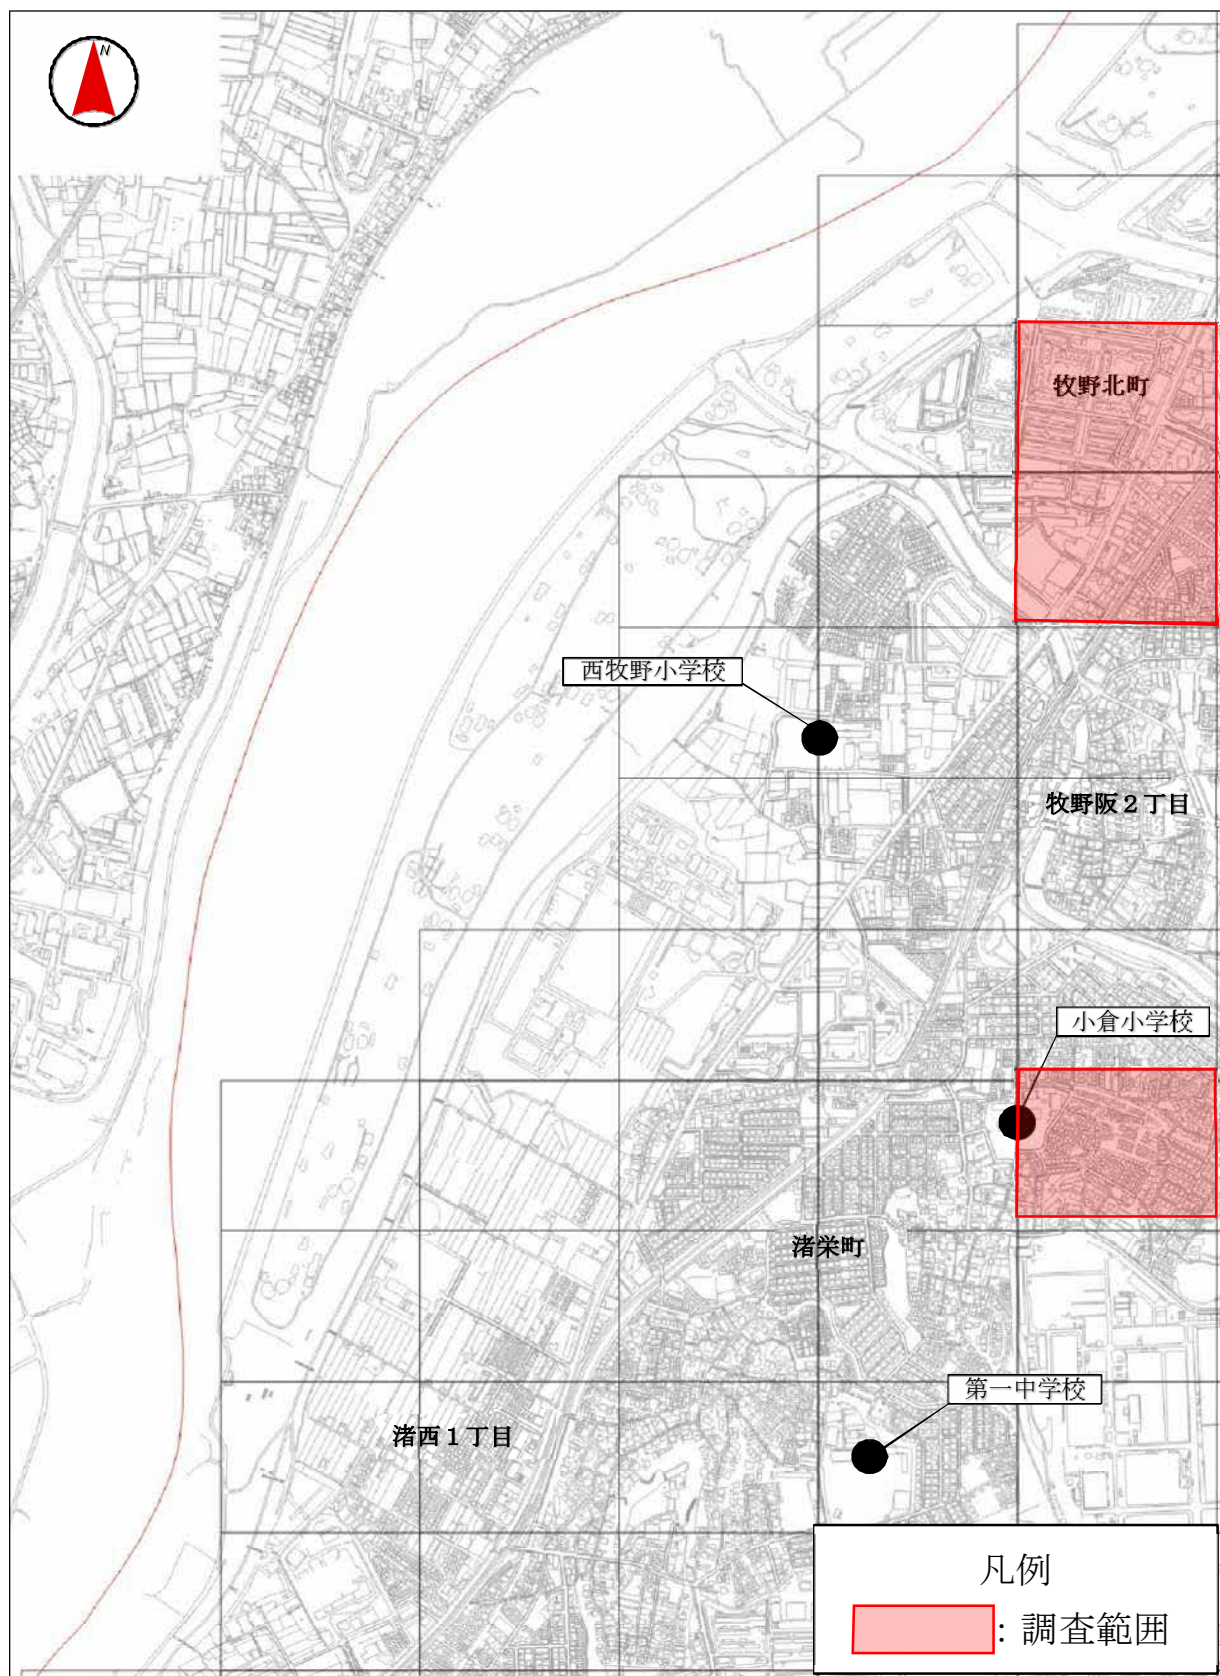 N
牧野北町
西牧野小学校
牧野阪２丁目
小倉小学校
渚栄町
第一中学校
渚西１丁目
凡例
：調査範囲